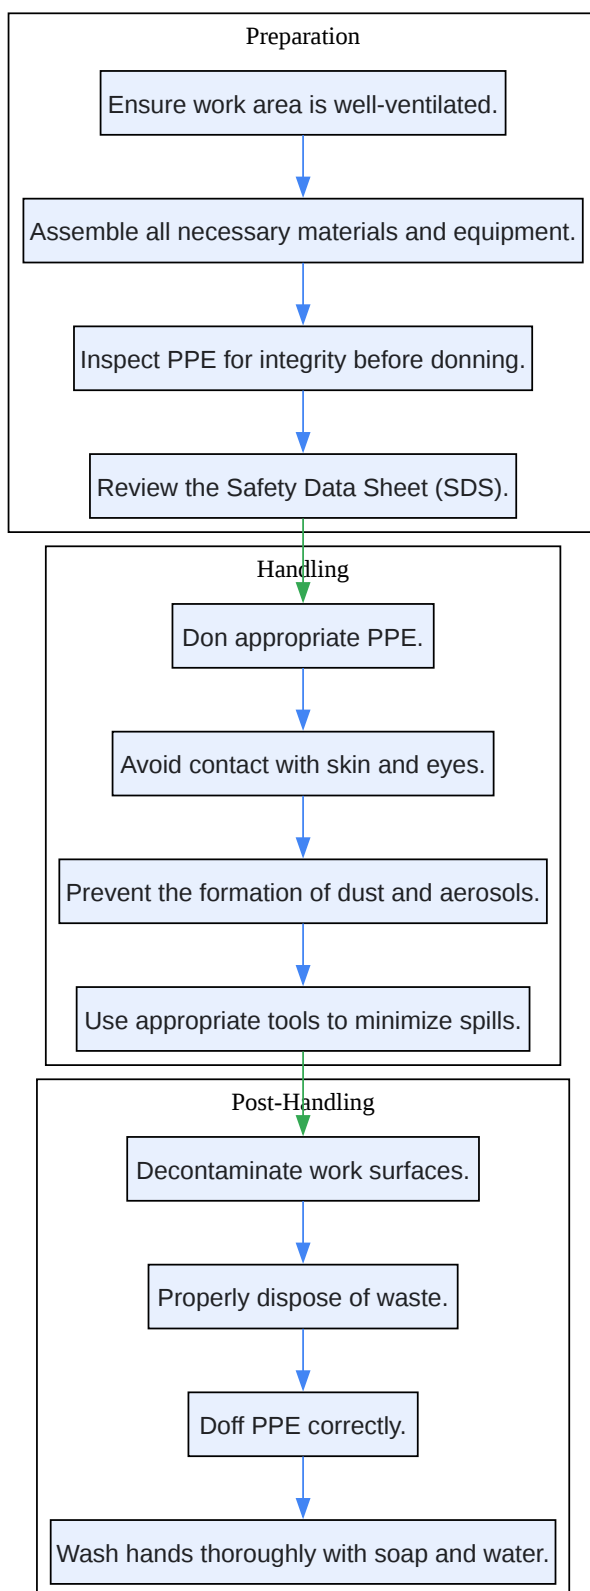 Preparation
Ensure work area is well-ventilated.
Assemble all necessary materials and equipment.
Inspect PPE for integrity before donning.
Review the Safety Data Sheet (SDS).
Handling
Don appropriate PPE.
Avoid contact with skin and eyes.
Prevent the formation of dust and aerosols.
Use appropriate tools to minimize spills.
Post-Handling
Decontaminate work surfaces.
Properly dispose of waste.
Doff PPE correctly.
Wash hands thoroughly with soap and water.